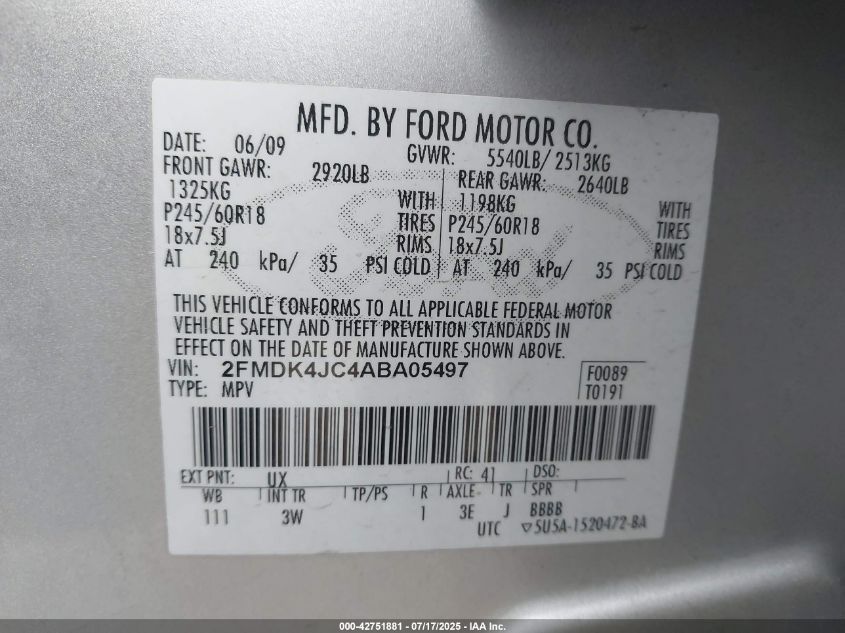 MFD. BY FORD MOTOR CO.
DATE: 06/09 GVWR: 5540LB/ 2513KG
FRONT GAWR: 2920LB REAR GAWR: 2640LB
1325KG WITH 1198KG WITH
P245/60R18 TIRES P245/60R18 TIRES
18x7.5J RIMS 18x7.5J RIMS
AT 240 kPa/ 35 PSI COLD AT 240 kPa/ 35 PSI COLD
THIS VEHICLE CONFORMS TO ALL APPLICABLE FEDERAL MOTOR
VEHICLE SAFETY AND THEFT PREVENTION STANDARDS IN
EFFECT ON THE DATE OF MANUFACTURE SHOWN ABOVE.
VIN: 2FMDK4JC4ABA05497 F0089
TYPE: MPV T0191
EXT PNT: UX RC: 41 DSO:
WB INT TR TP/PS R AXLE TR SPR
111 3W 1 3E J BBBB
UTC ▽5U5A-1520472-BA
000-42751881 - 07/17/2025 - IAA Inc.